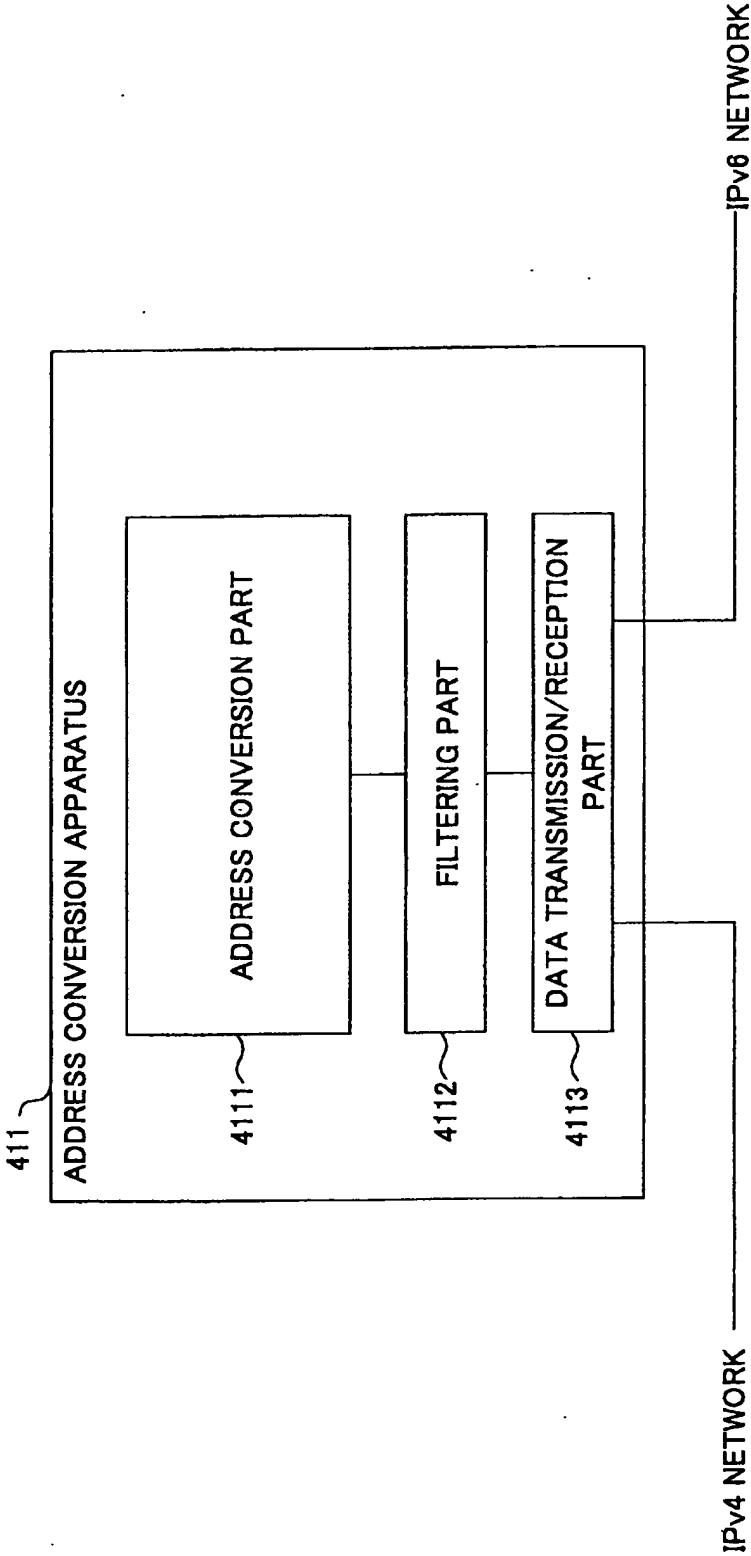 411
ADDRESS CONVERSION APPARATUS
4111
ADDRESS CONVERSION PART
4112
FILTERING PART
4113
DATA TRANSMISSION/RECEPTION
PART
IPv4 NETWORK
IPv6 NETWORK